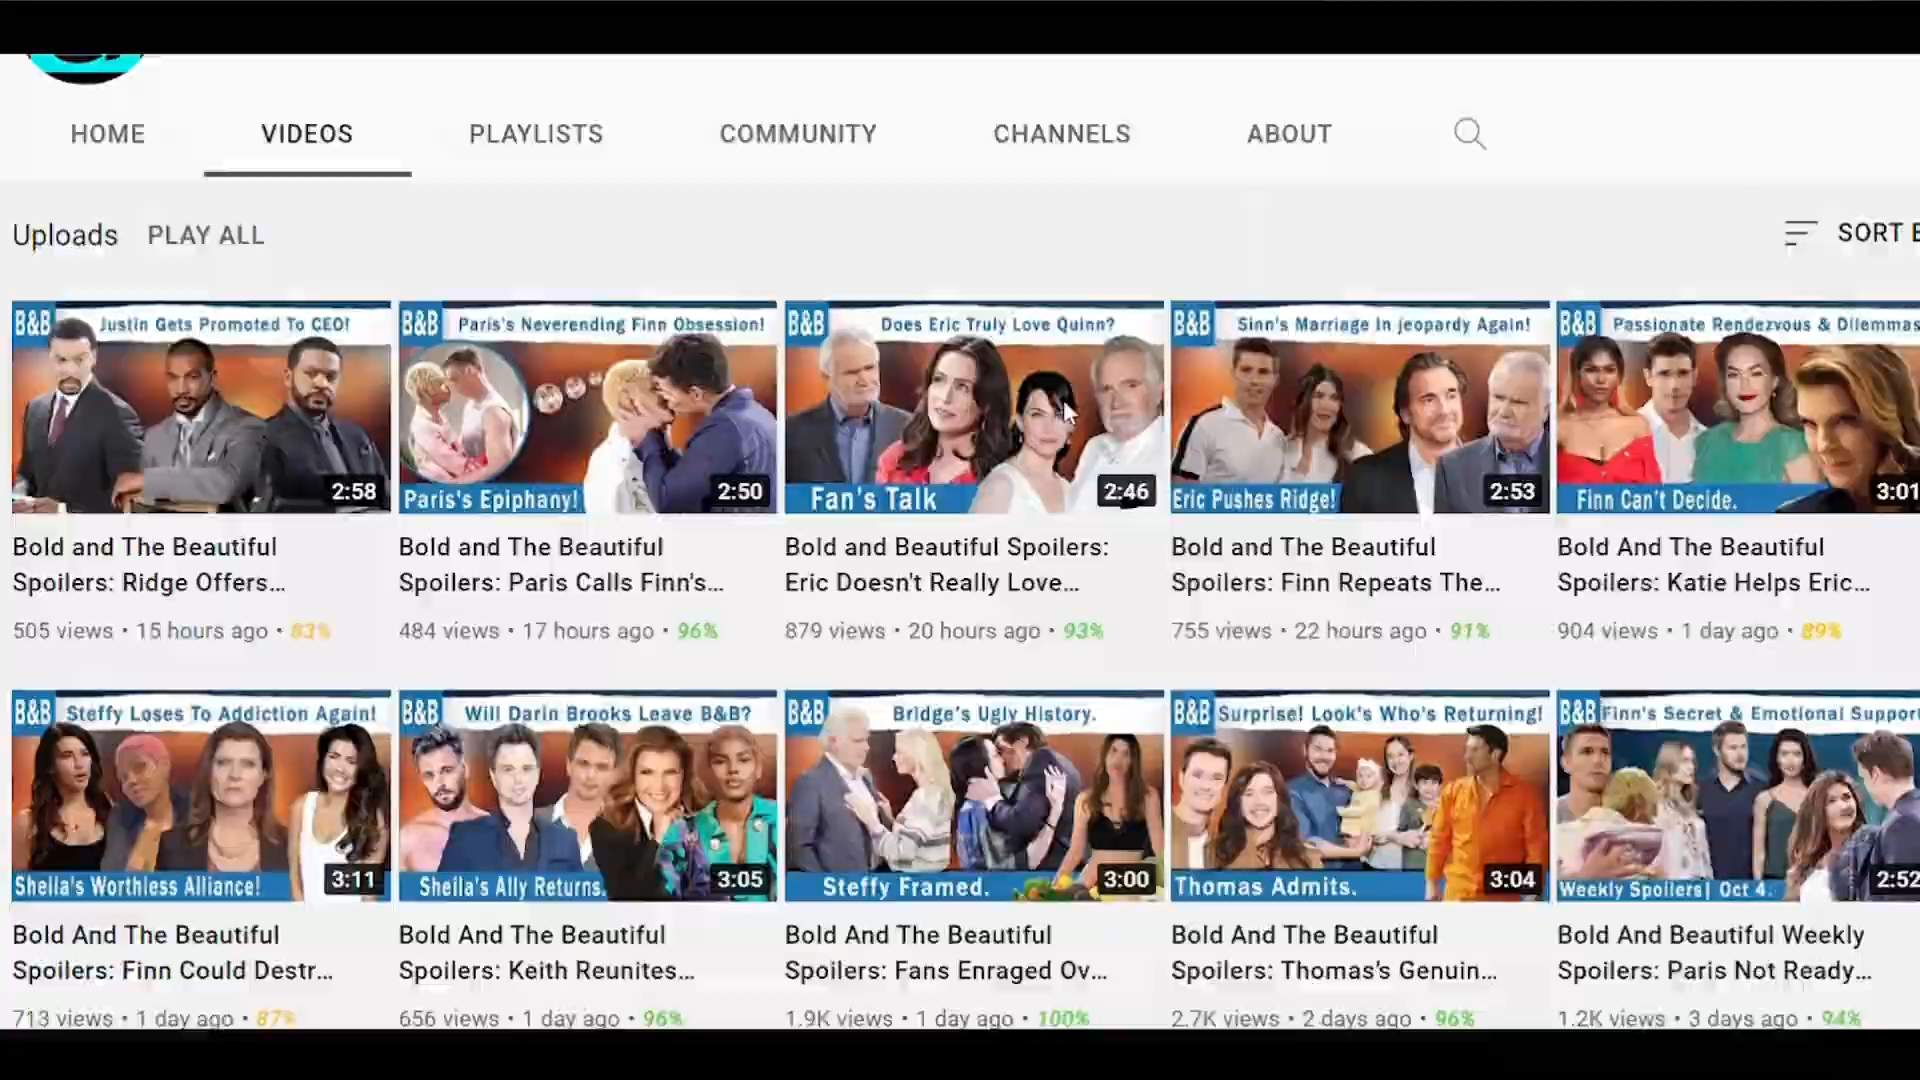 HOME VIDEOS PLAYLISTS COMMUNITY CHANNELS ABOUT
Uploads PLAY ALL
SORT B
B&B Justin Gets Promoted To CEO!
2:58
B&B Paris's Neverending Finn Obsession!
Paris's Epiphany!
2:50
B&B Does Eric Truly Love Quinn?
Fan's Talk
2:46
B&B Sinn's Marriage In Jeopardy Again!
Eric Pushes Ridge!
2:53
B&B Passionate Rendezvous & Dilemmas
Finn Can't Decide.
3:01
Bold and The Beautiful
Spoilers: Ridge Offers...
505 views • 15 hours ago • 83%
Bold and The Beautiful
Spoilers: Paris Calls Finn's...
484 views • 17 hours ago • 96%
Bold and Beautiful Spoilers:
Eric Doesn't Really Love...
879 views • 20 hours ago • 93%
Bold and The Beautiful
Spoilers: Finn Repeats The...
755 views • 22 hours ago • 91%
Bold And The Beautiful
Spoilers: Katie Helps Eric...
904 views • 1 day ago • 89%
B&B Steffy Loses To Addiction Again!
Sheila's Worthless Alliance!
3:11
B&B Will Darin Brooks Leave B&B?
Sheila's Ally Returns.
3:05
B&B Bridge's Ugly History.
Steffy Framed.
3:00
B&B Surprise! Look's Who's Returning!
Thomas Admits.
3:04
B&B Finn's Secret & Emotional Support
Weekly Spoilers| Oct 4.
2:52
Bold And The Beautiful
Spoilers: Finn Could Destr...
713 views • 1 day ago • 87%
Bold And The Beautiful
Spoilers: Keith Reunites...
656 views • 1 day ago • 96%
Bold And The Beautiful
Spoilers: Fans Enraged Ov...
1.9K views • 1 day ago • 100%
Bold And The Beautiful
Spoilers: Thomas's Genuin...
2.7K views • 2 days ago • 96%
Bold And Beautiful Weekly
Spoilers: Paris Not Ready...
1.2K views • 3 days ago • 94%